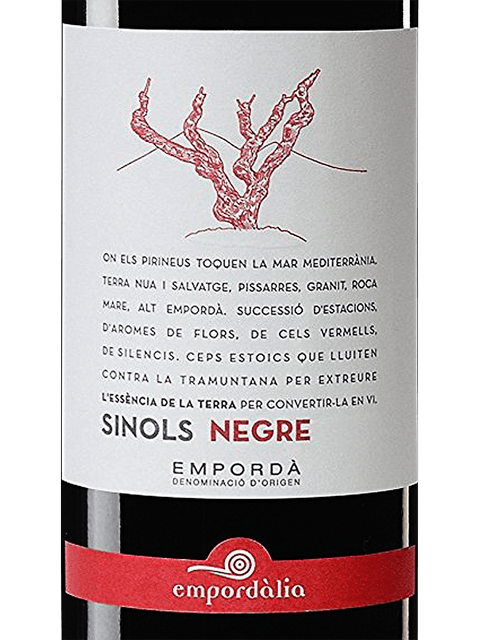 ON ELS PIRINEUS TOQUEN LA MAR MEDITERRÀNIA,
TERRA NUA I SALVATGE, PISSARRES, GRANIT, ROCA
MARE, ALT EMPORDÀ. SUCCESSIÓ D'ESTACIONS,
D'AROMES DE FLORS, DE CELS VERMELLS,
DE SILENCIS. CEPS ESTOICS QUE LLUITEN
CONTRA LA TRAMUNTANA PER EXTREURE
L'ESSÈNCIA DE LA TERRA PER CONVERTIR-LA EN VI.
SINOLS NEGRE
EMPORDÀ
DENOMINACIÓ D'ORIGEN
empordàlia